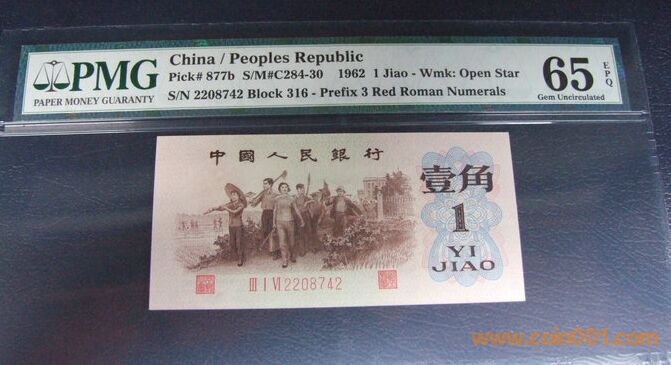 PMG
PAPER MONEY GUARANTY
China / Peoples Republic
Pick# 877b S/M#C284-30 1962 1 Jiao - Wmk: Open Star
S/N 2208742 Block 316 - Prefix 3 Red Roman Numerals
65 EPQ
Gem Uncirculated
中國人民銀行
壹角
1
YI
JIAO
III I VI 2208742
www.coin001.com